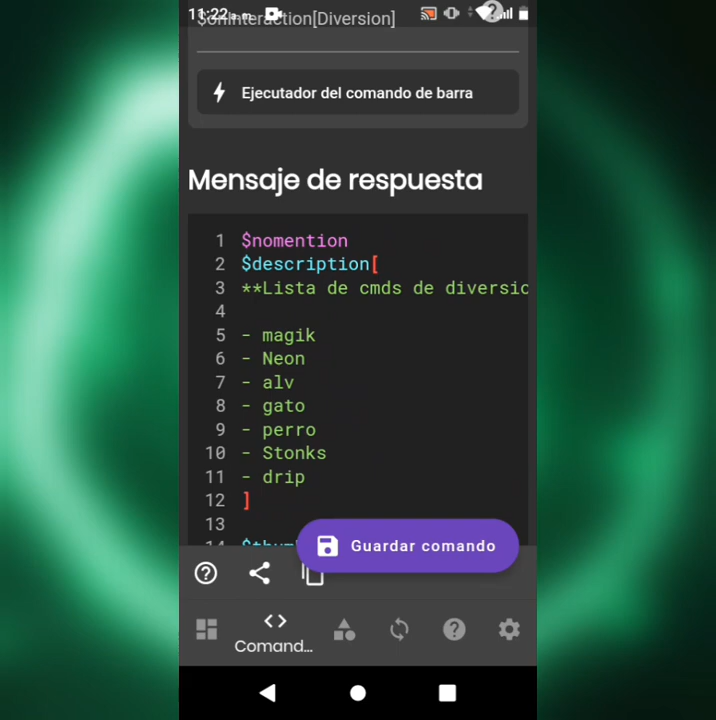 11:22 a. m.
$onInteraction[Diversion]
Ejecutador del comando de barra
Mensaje de respuesta
1 $nomention
2 $description[
3 **Lista de cmds de diversio
4
5 - magik
6 - Neon
7 - alv
8 - gato
9 - perro
10 - Stonks
11 - drip
12 ]
13
14
Guardar comando
Comand...